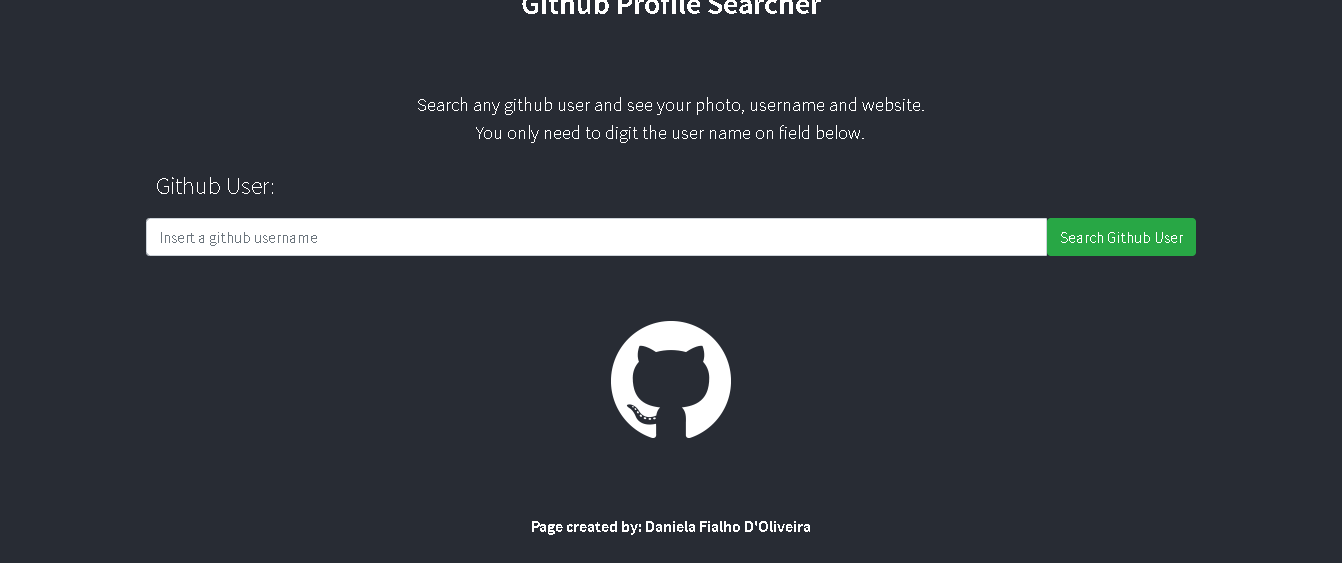 Github Profile Searcher
Search any github user and see your photo, username and website.
You only need to digit the user name on field below.
Github User:
Insert a github username
Search Github User
Page created by: Daniela Fialho D'Oliveira